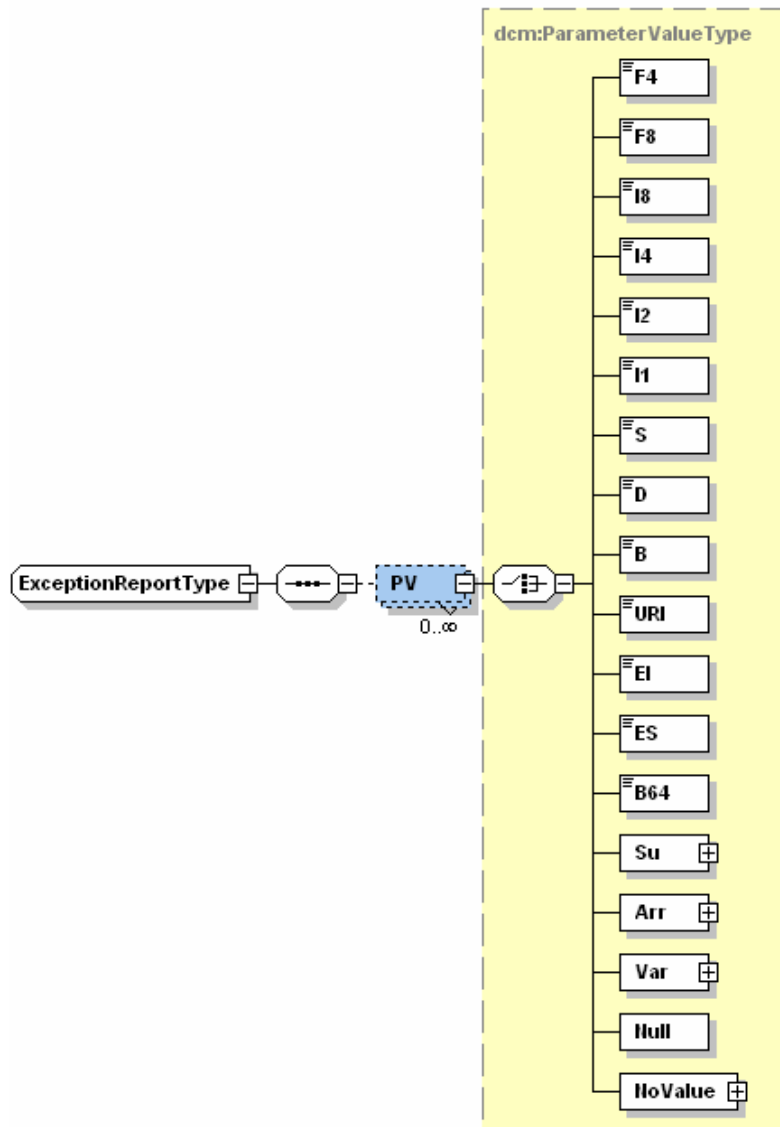 dcm:ParameterValueType
F4
F8
I8
I4
I2
I1
S
D
B
ExceptionReportType
PV
0..∞
URI
EI
ES
B64
Su
Arr
Var
Null
NoValue